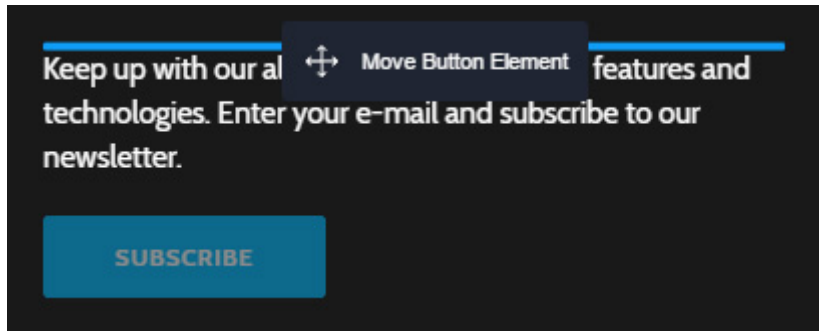 Move Button Element
Keep up with our al features and
technologies. Enter your e-mail and subscribe to our
newsletter.
SUBSCRIBE